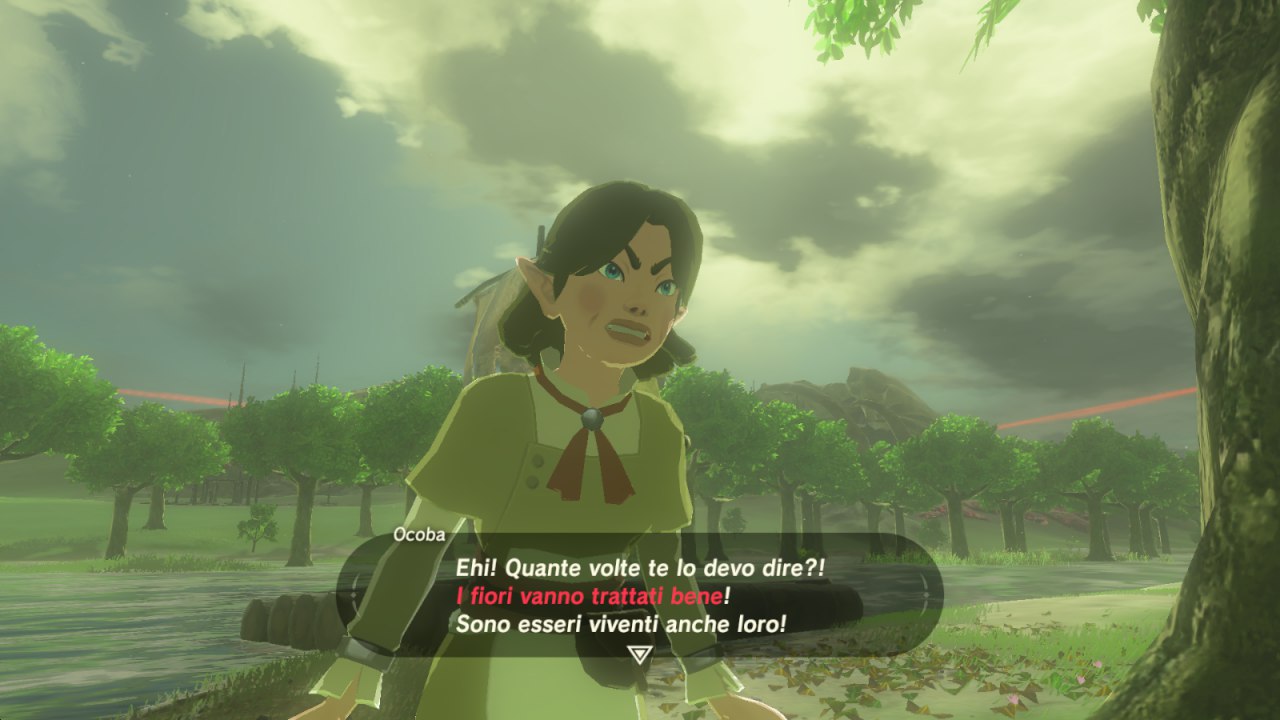 Ocoba
Ehi! Quante volte te lo devo dire?!
I fiori vanno trattati bene!
Sono esseri viventi anche loro!